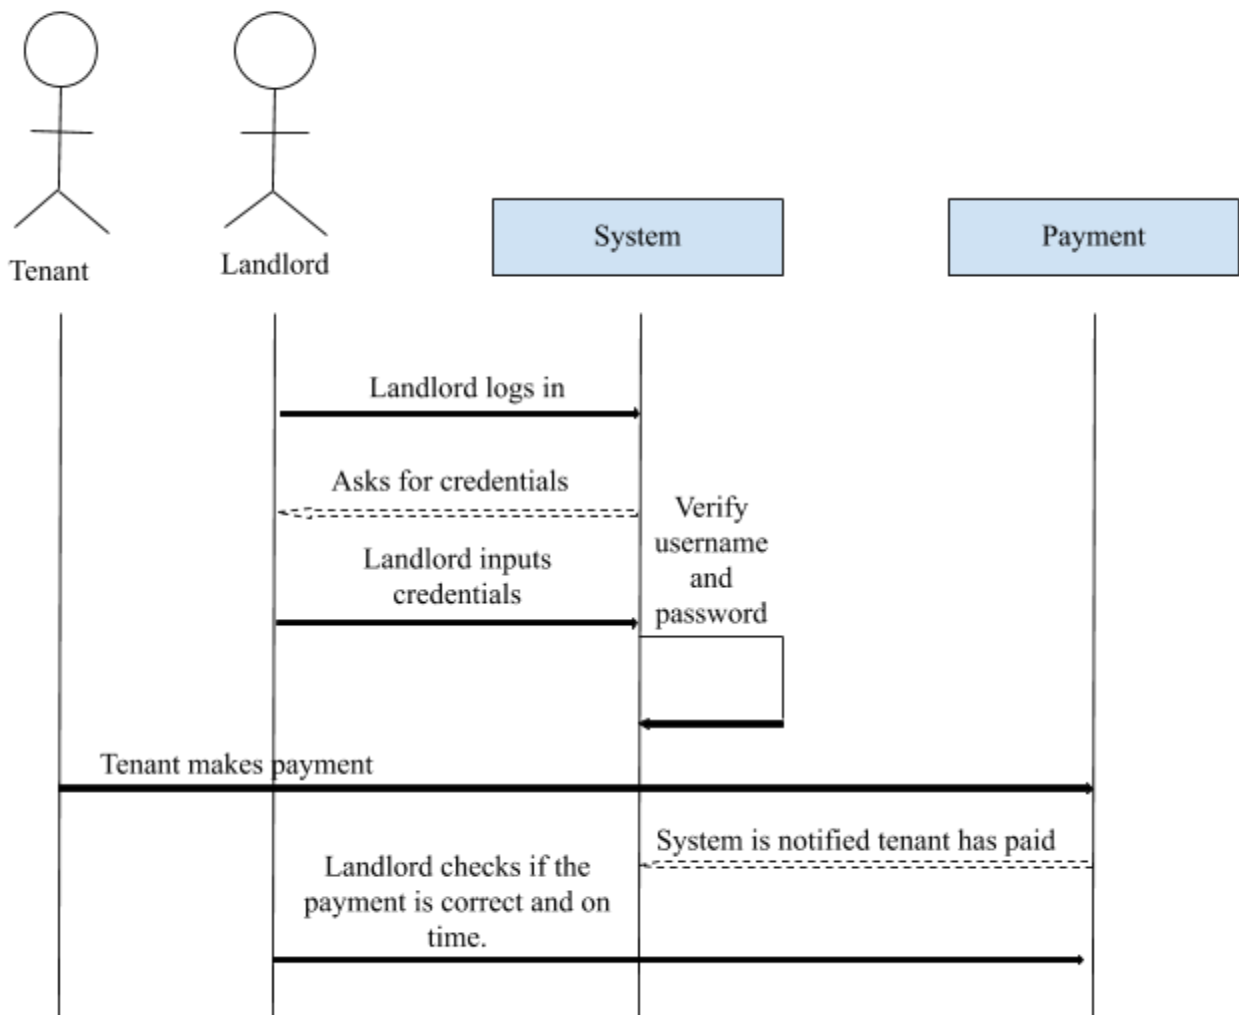 Tenant
Landlord
System
Payment
Landlord logs in
Asks for credentials
Verify
username
and
password
Landlord inputs
credentials
Tenant makes payment
System is notified tenant has paid
Landlord checks if the
payment is correct and on
time.